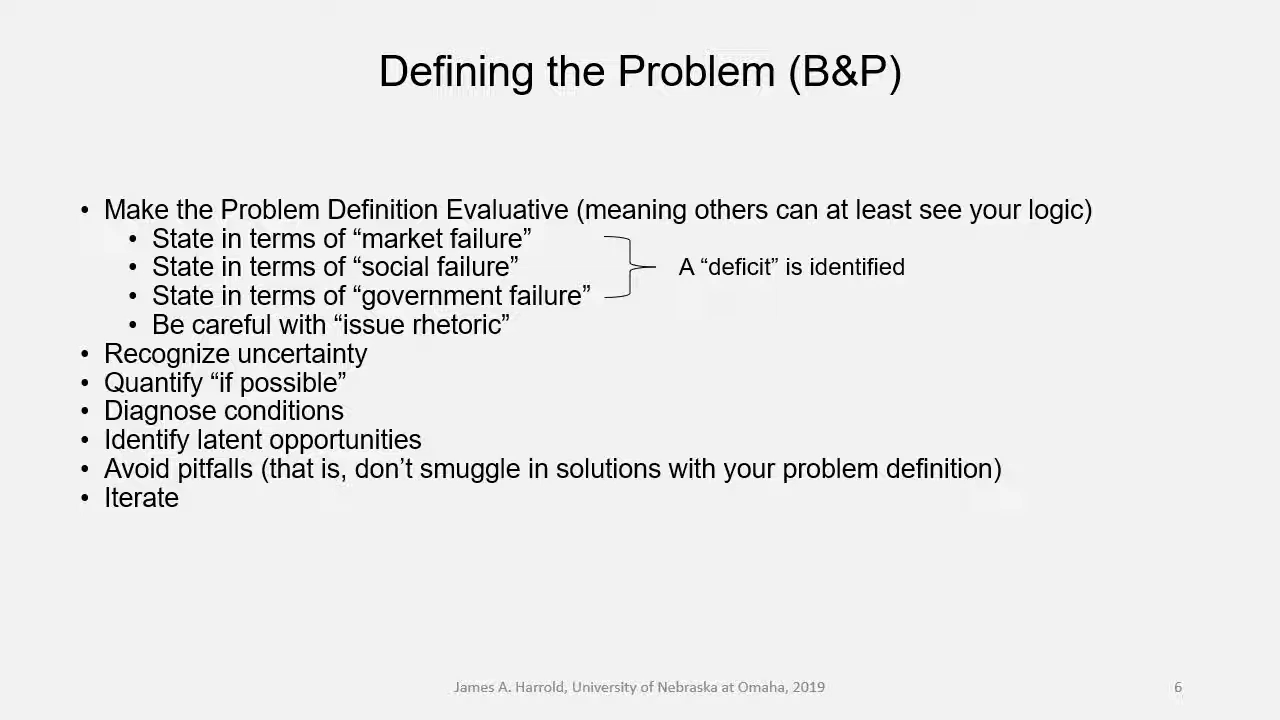 Defining the Problem (B&P)
• Make the Problem Definition Evaluative (meaning others can at least see your logic)
• State in terms of “market failure”
• State in terms of “social failure”
• State in terms of “government failure”
A “deficit” is identified
• Be careful with “issue rhetoric”
• Recognize uncertainty
• Quantify “if possible”
• Diagnose conditions
• Identify latent opportunities
• Avoid pitfalls (that is, don’t smuggle in solutions with your problem definition)
• Iterate
James A. Harrold, University of Nebraska at Omaha, 2019
6